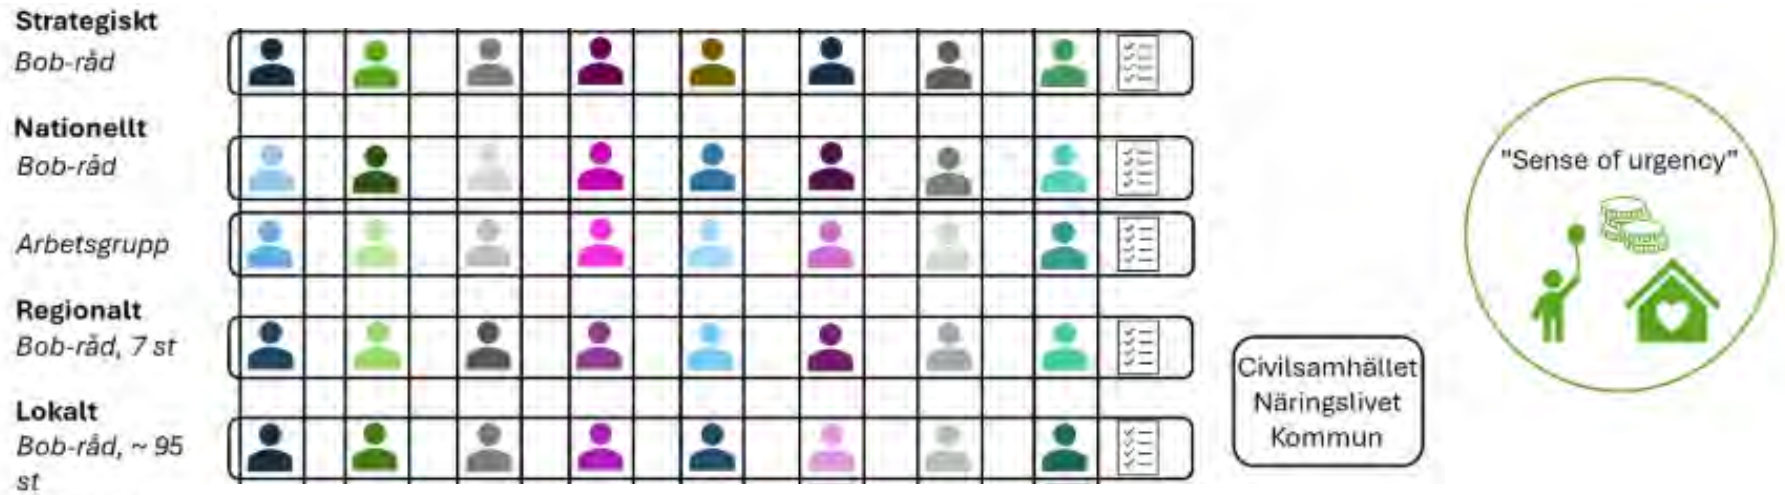 Strategiskt
Bob-råd
Nationellt
Bob-råd
Arbetsgrupp
Regionalt
Bob-råd, 7 st
Lokalt
Bob-råd, ~ 95
st
Civilsamhället
Näringslivet
Kommun
"Sense of urgency"